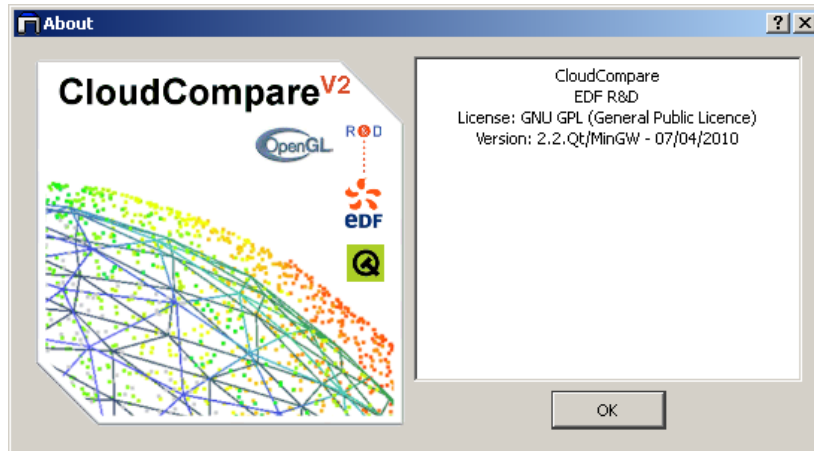 About
CloudCompareV2
OpenGL
R&D
eDF
CloudCompare
EDF R&D
License: GNU GPL (General Public Licence)
Version: 2.2.Qt/MinGW - 07/04/2010
OK